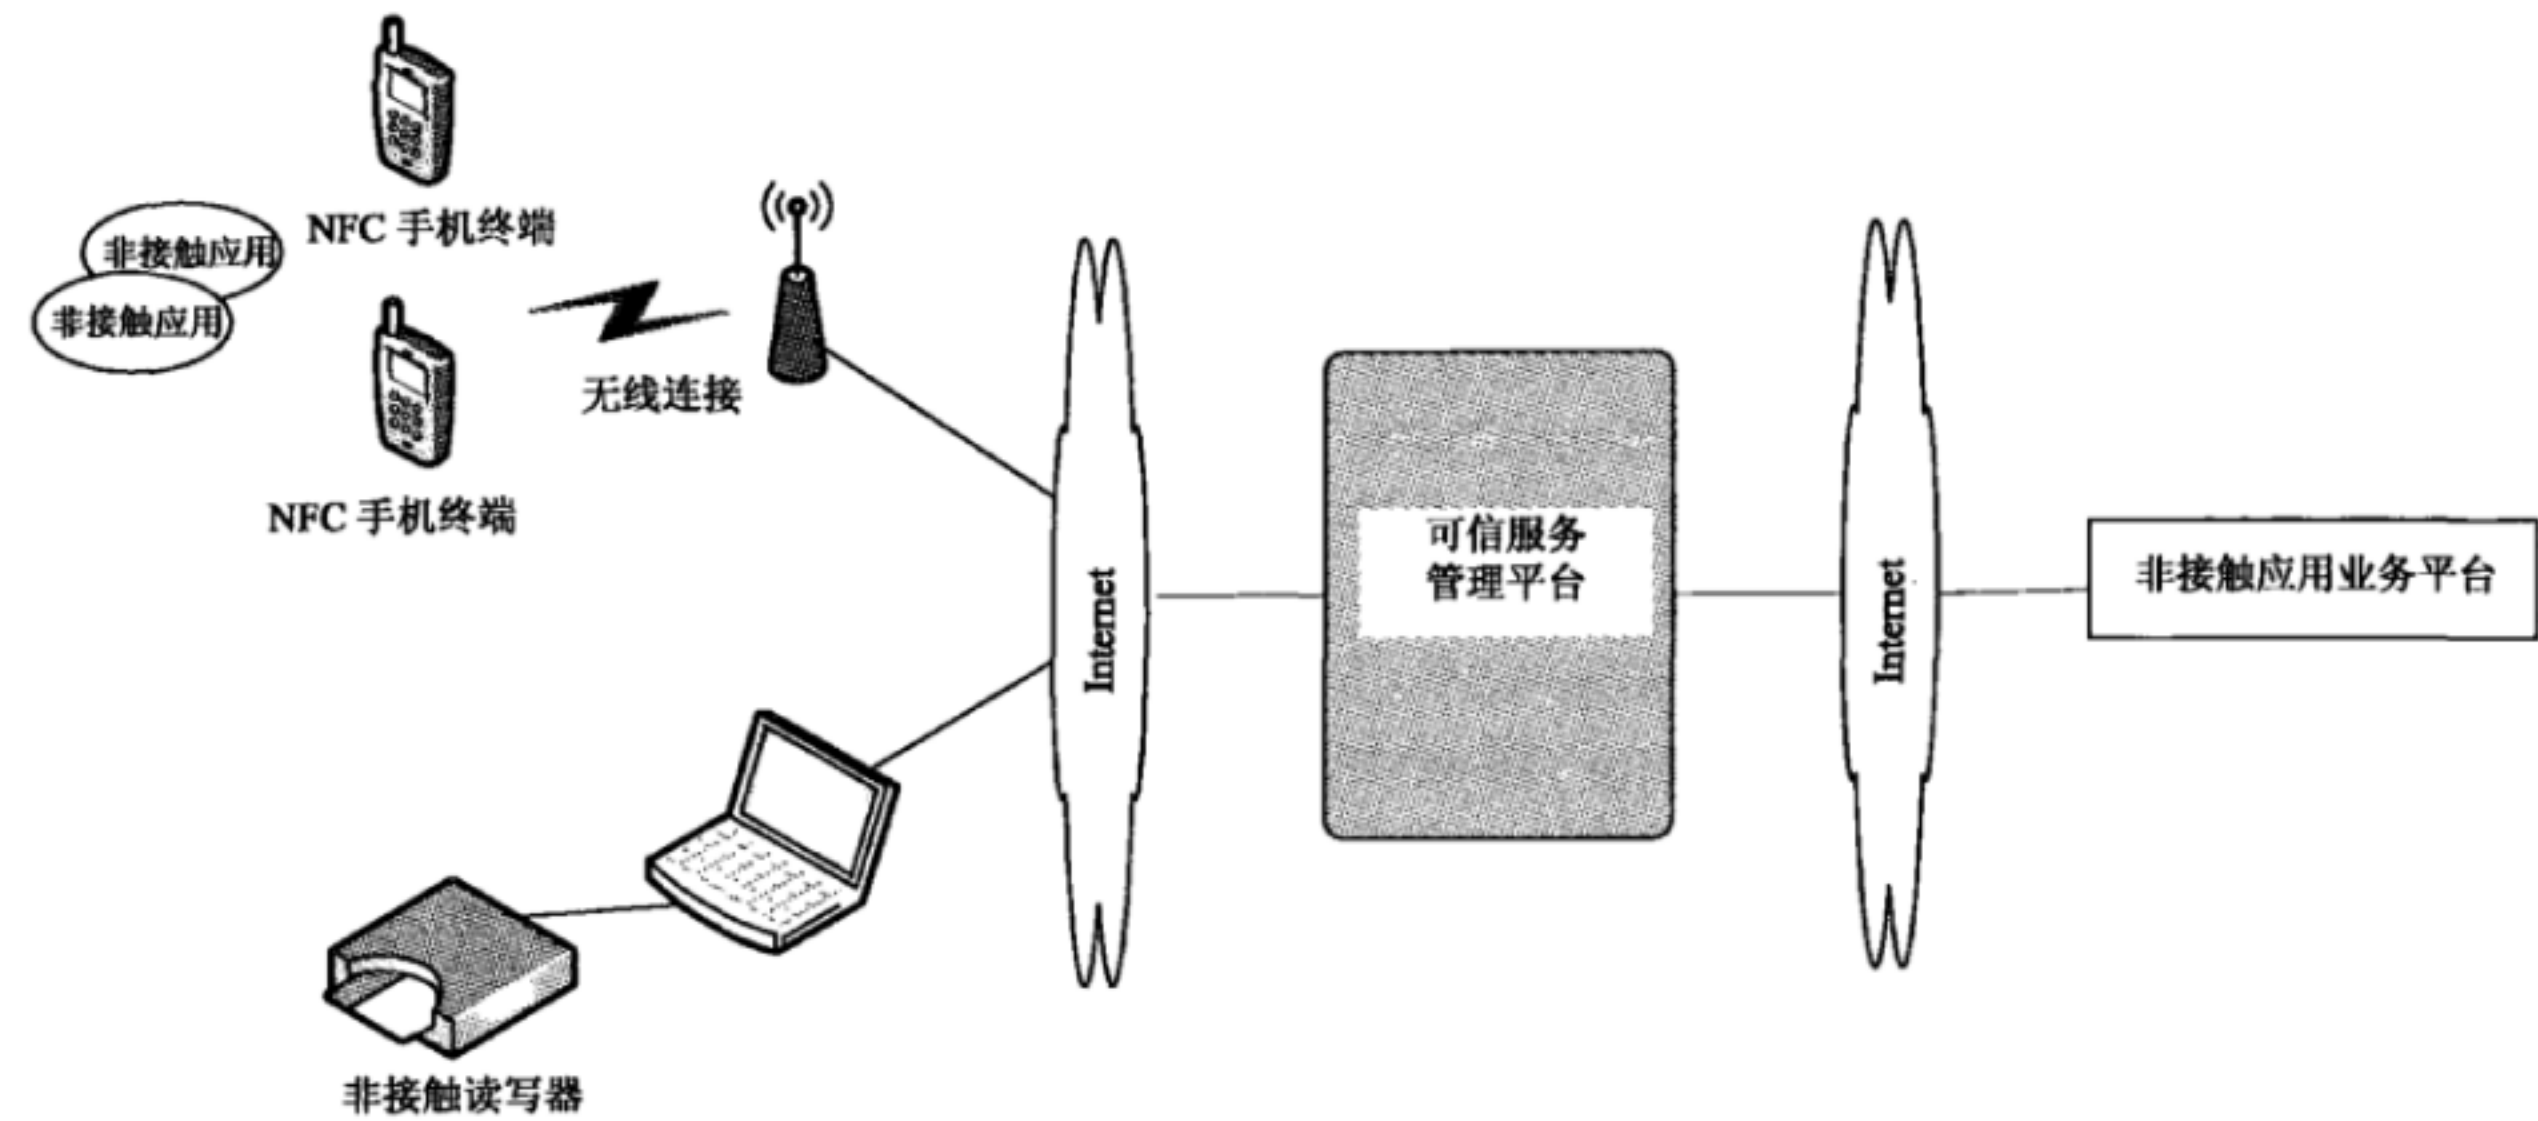 NFC 手机终端
非接触应用
非接触应用
无线连接
NFC 手机终端
Internet
可信服务
管理平台
Internet
非接触应用业务平台
非接触读写器